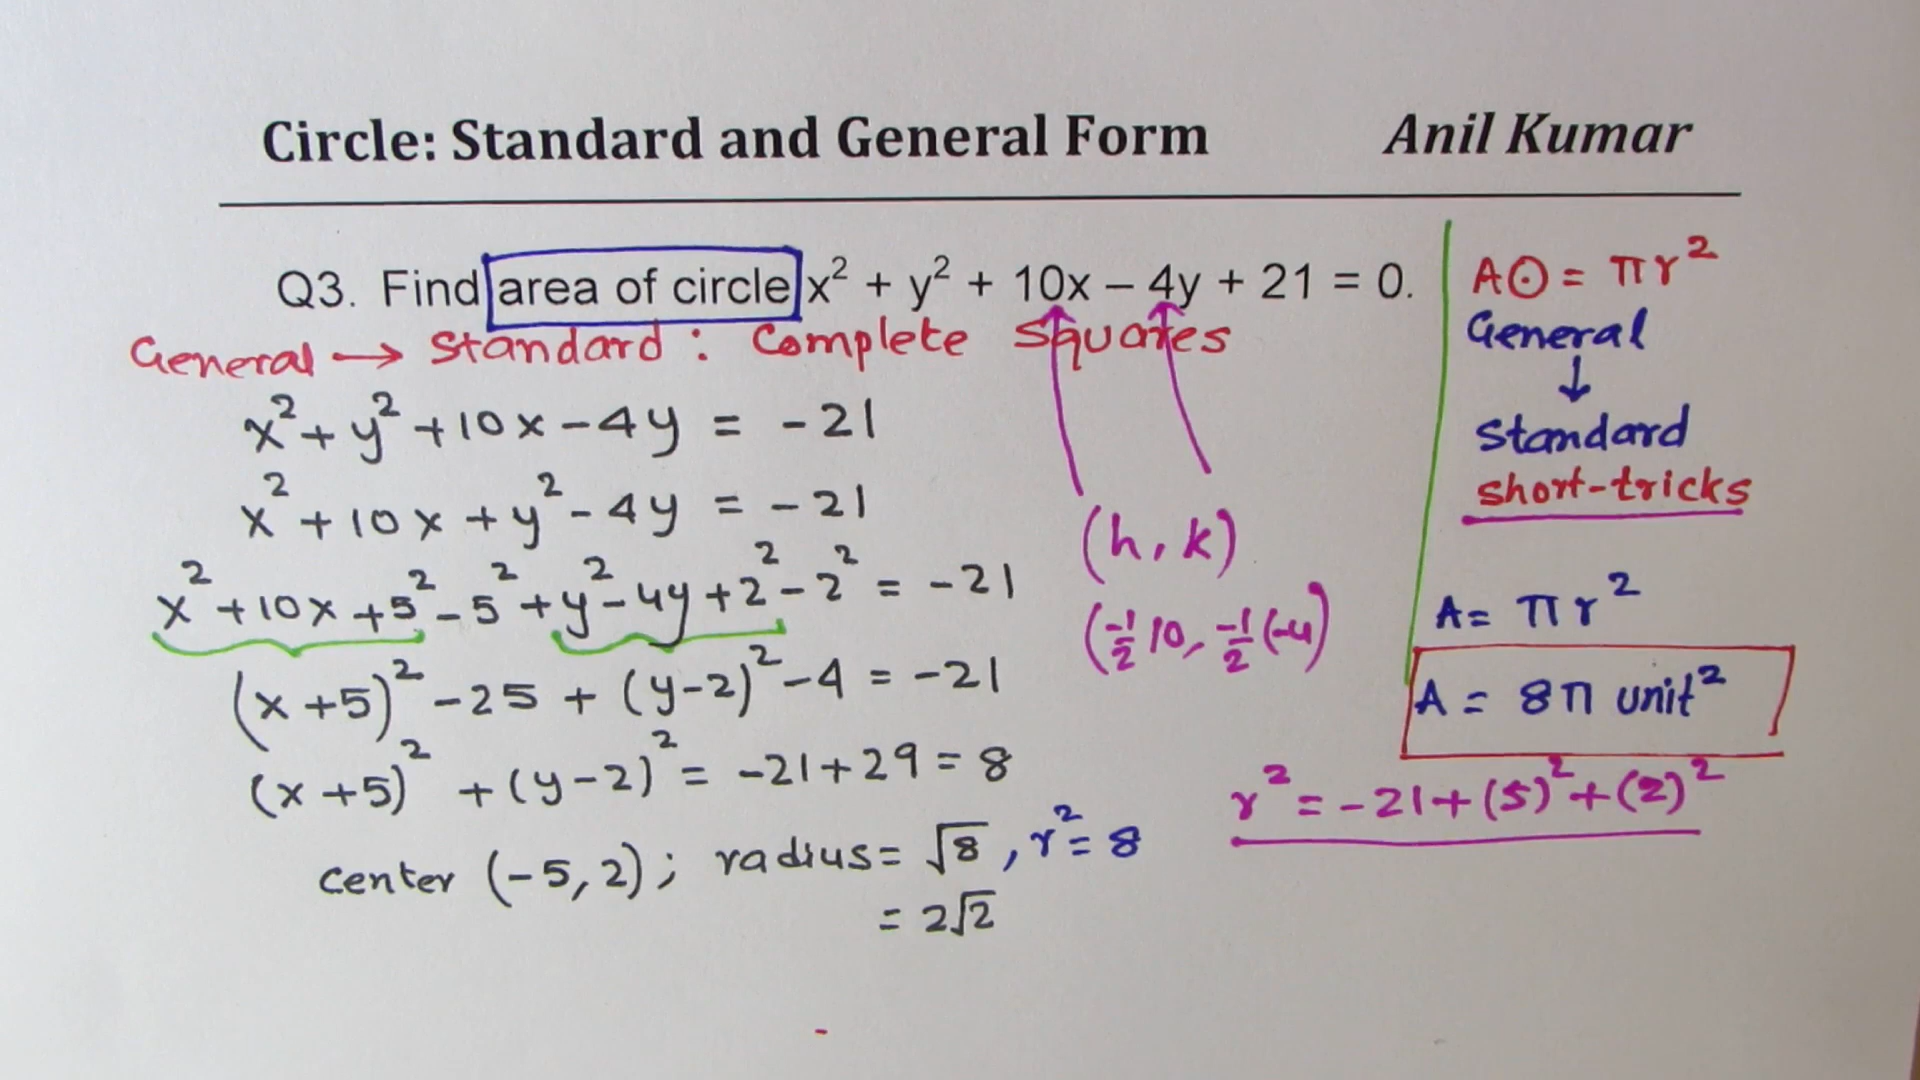 Circle: Standard and General Form
Anil Kumar
Q3. Find area of circle x² + y² + 10x – 4y + 21 = 0.
General → Standard : Complete Squares
x² + y² + 10x - 4y = -21
x² + 10x + y² - 4y = -21
x² + 10x + 5² - 5² + y² - 4y + 2² - 2² = -21
(x+5)² - 25 + (y-2)² - 4 = -21
(x+5)² + (y-2)² = -21+29 = 8
center (-5, 2) ; radius = √8 , r² = 8
= 2√2
(h, k)
(-1/2 10, -1/2 (-4)
A⊙ = πr²
General
↓
Standard
short-tricks
A = πr²
A = 8π unit²
r² = -21 + (5)² + (2)²